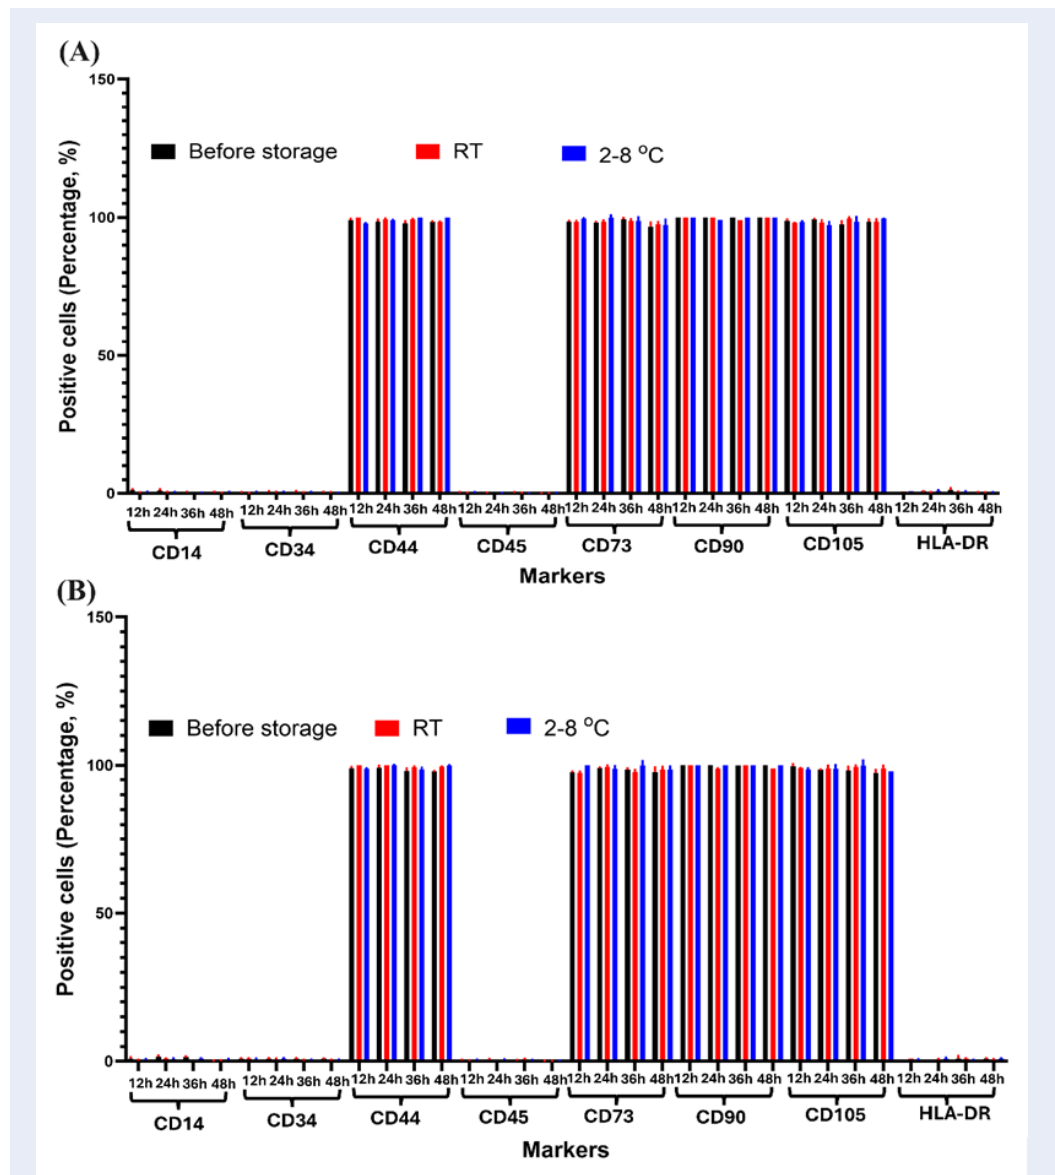 (A)
150
Before storage RT 2-8 °C
100
50
0
Positive cells (Percentage, %)
12h 24h 36h 48h 12h 24h 36h 48h 12h 24h 36h 48h 12h 24h 36h 48h 12h 24h 36h 48h 12h 24h 36h 48h 12h 24h 36h 48h 12h 24h 36h 48h
CD14 CD34 CD44 CD45 CD73 CD90 CD105 HLA-DR
Markers
(B)
150
Before storage RT 2-8 °C
100
50
0
Positive cells (Percentage, %)
12h 24h 36h 48h 12h 24h 36h 48h 12h 24h 36h 48h 12h 24h 36h 48h 12h 24h 36h 48h 12h 24h 36h 48h 12h 24h 36h 48h 12h 24h 36h 48h
CD14 CD34 CD44 CD45 CD73 CD90 CD105 HLA-DR
Markers